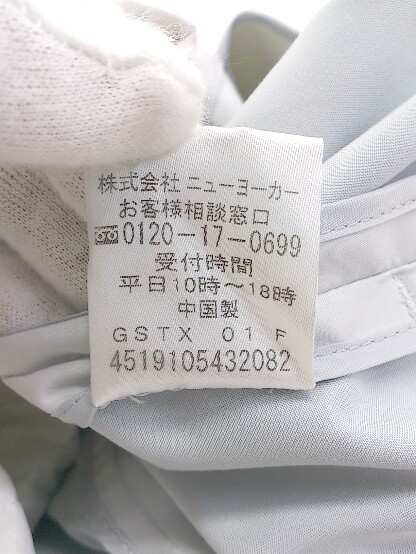 株式会社 ニューヨーカー
お客様相談窓口
0120-17-0699
受付時間
平日10時～18時
中国製
GSTX 01 F
4519105432082